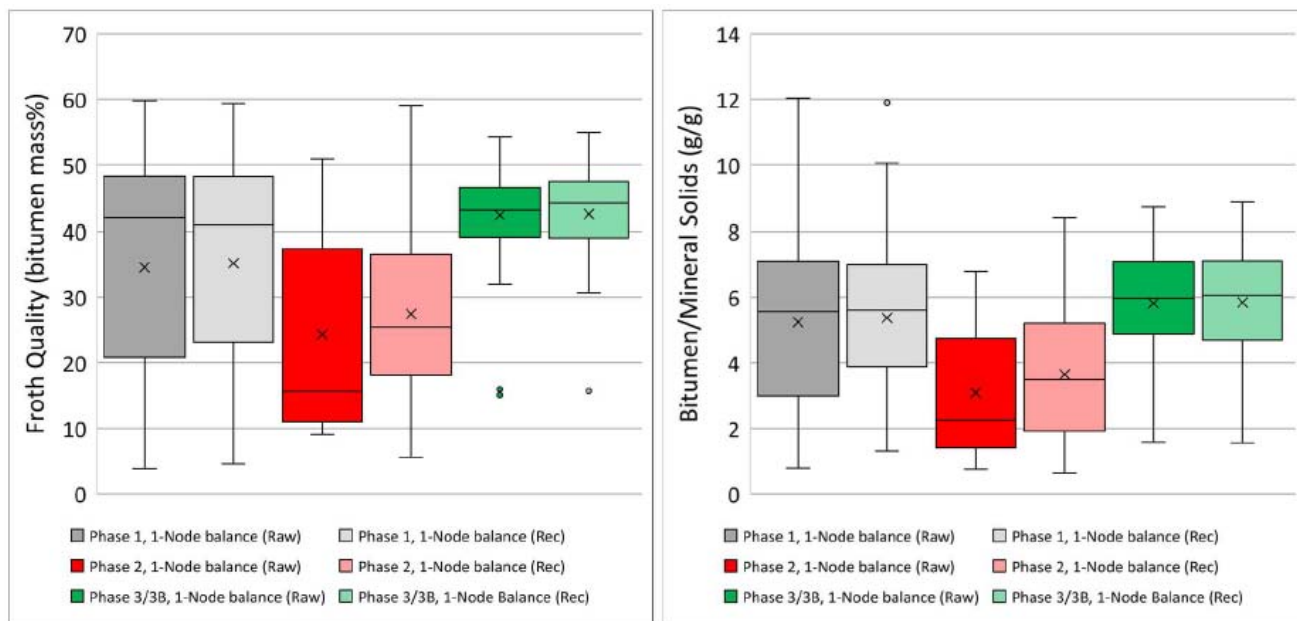 70
60
50
40
30
20
10
0
Froth Quality (bitumen mass%)
Phase 1, 1-Node balance (Raw)
Phase 1, 1-Node balance (Rec)
Phase 2, 1-Node balance (Raw)
Phase 2, 1-Node balance (Rec)
Phase 3/3B, 1-Node balance (Raw)
Phase 3/3B, 1-Node Balance (Rec)
14
12
10
8
6
4
2
0
Bitumen/Mineral Solids (g/g)
Phase 1, 1-Node balance (Raw)
Phase 1, 1-Node balance (Rec)
Phase 2, 1-Node balance (Raw)
Phase 2, 1-Node balance (Rec)
Phase 3/3B, 1-Node balance (Raw)
Phase 3/3B, 1-Node Balance (Rec)